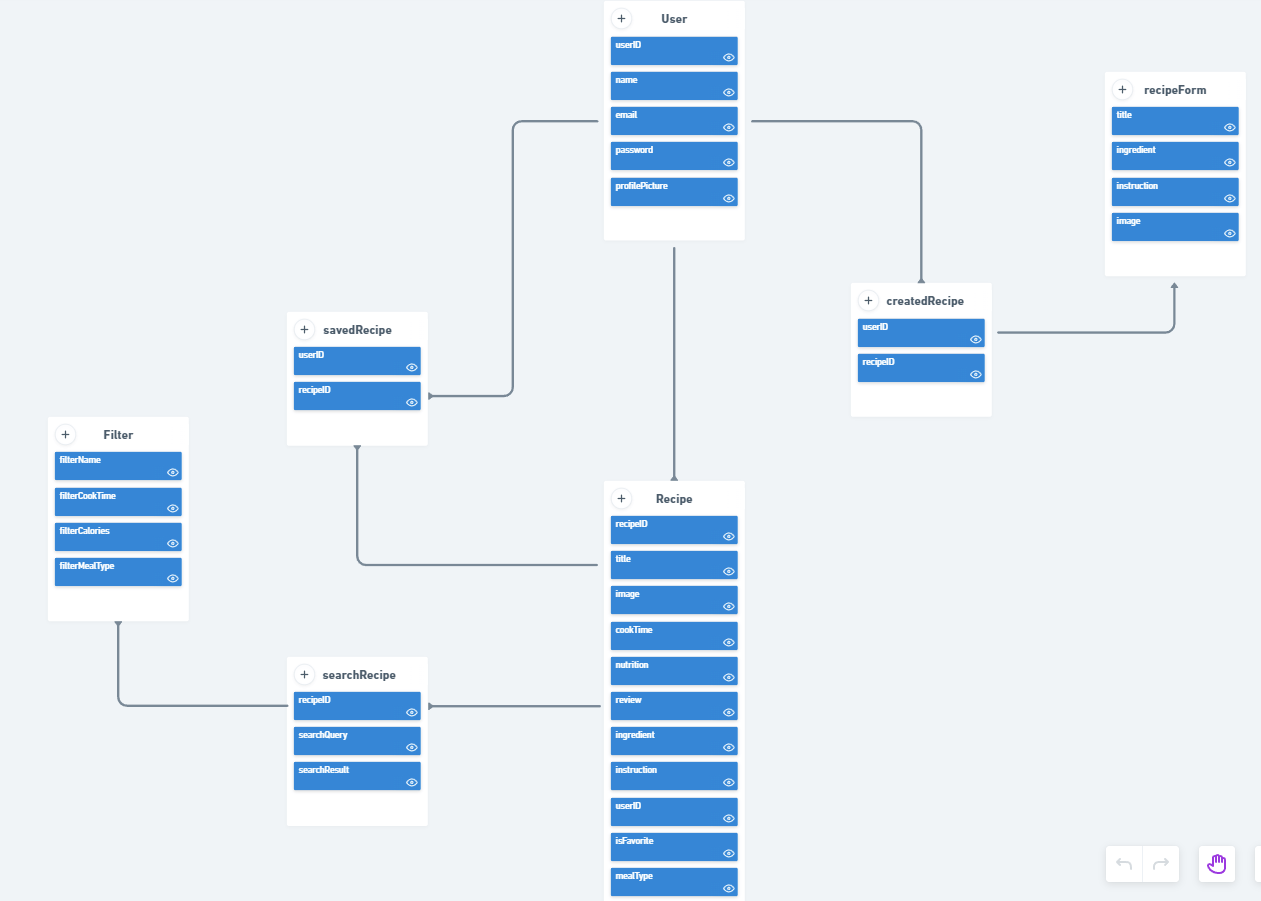 User
userID
name
email
password
profilePicture
recipeForm
title
ingredient
instruction
image
createdRecipe
userID
recipeID
savedRecipe
userID
recipeID
Filter
filterName
filterCookTime
filterCalories
filterMealType
searchRecipe
recipeID
searchQuery
searchResult
Recipe
recipeID
title
image
cookTime
nutrition
review
ingredient
instruction
userID
isFavorite
mealType